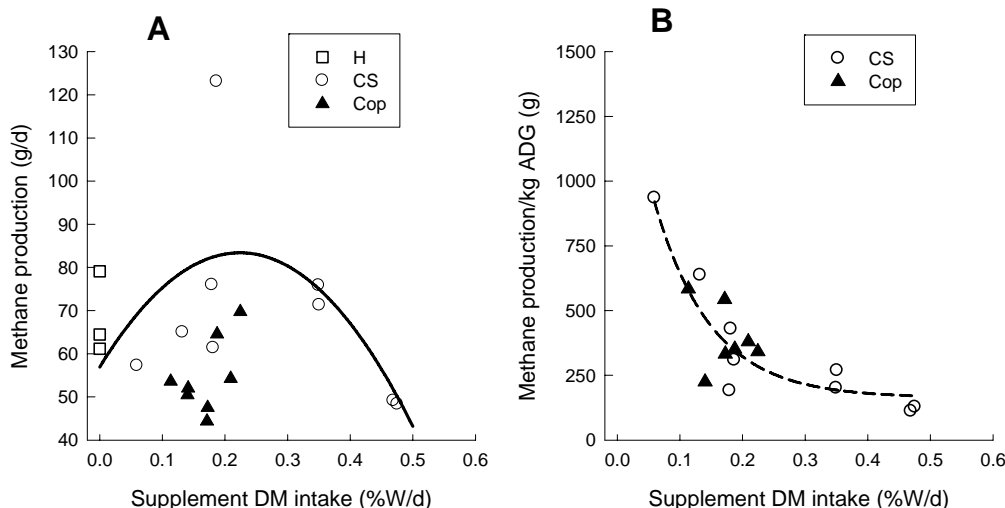 A
H
CS
Cop
Methane production (g/d)
130
120
110
100
90
80
70
60
50
40
0.0 0.1 0.2 0.3 0.4 0.5 0.6
Supplement DM intake (%W/d)
B
CS
Cop
Methane production/kg ADG (g)
1500
1250
1000
750
500
250
0
0.0 0.1 0.2 0.3 0.4 0.5 0.6
Supplement DM intake (%W/d)